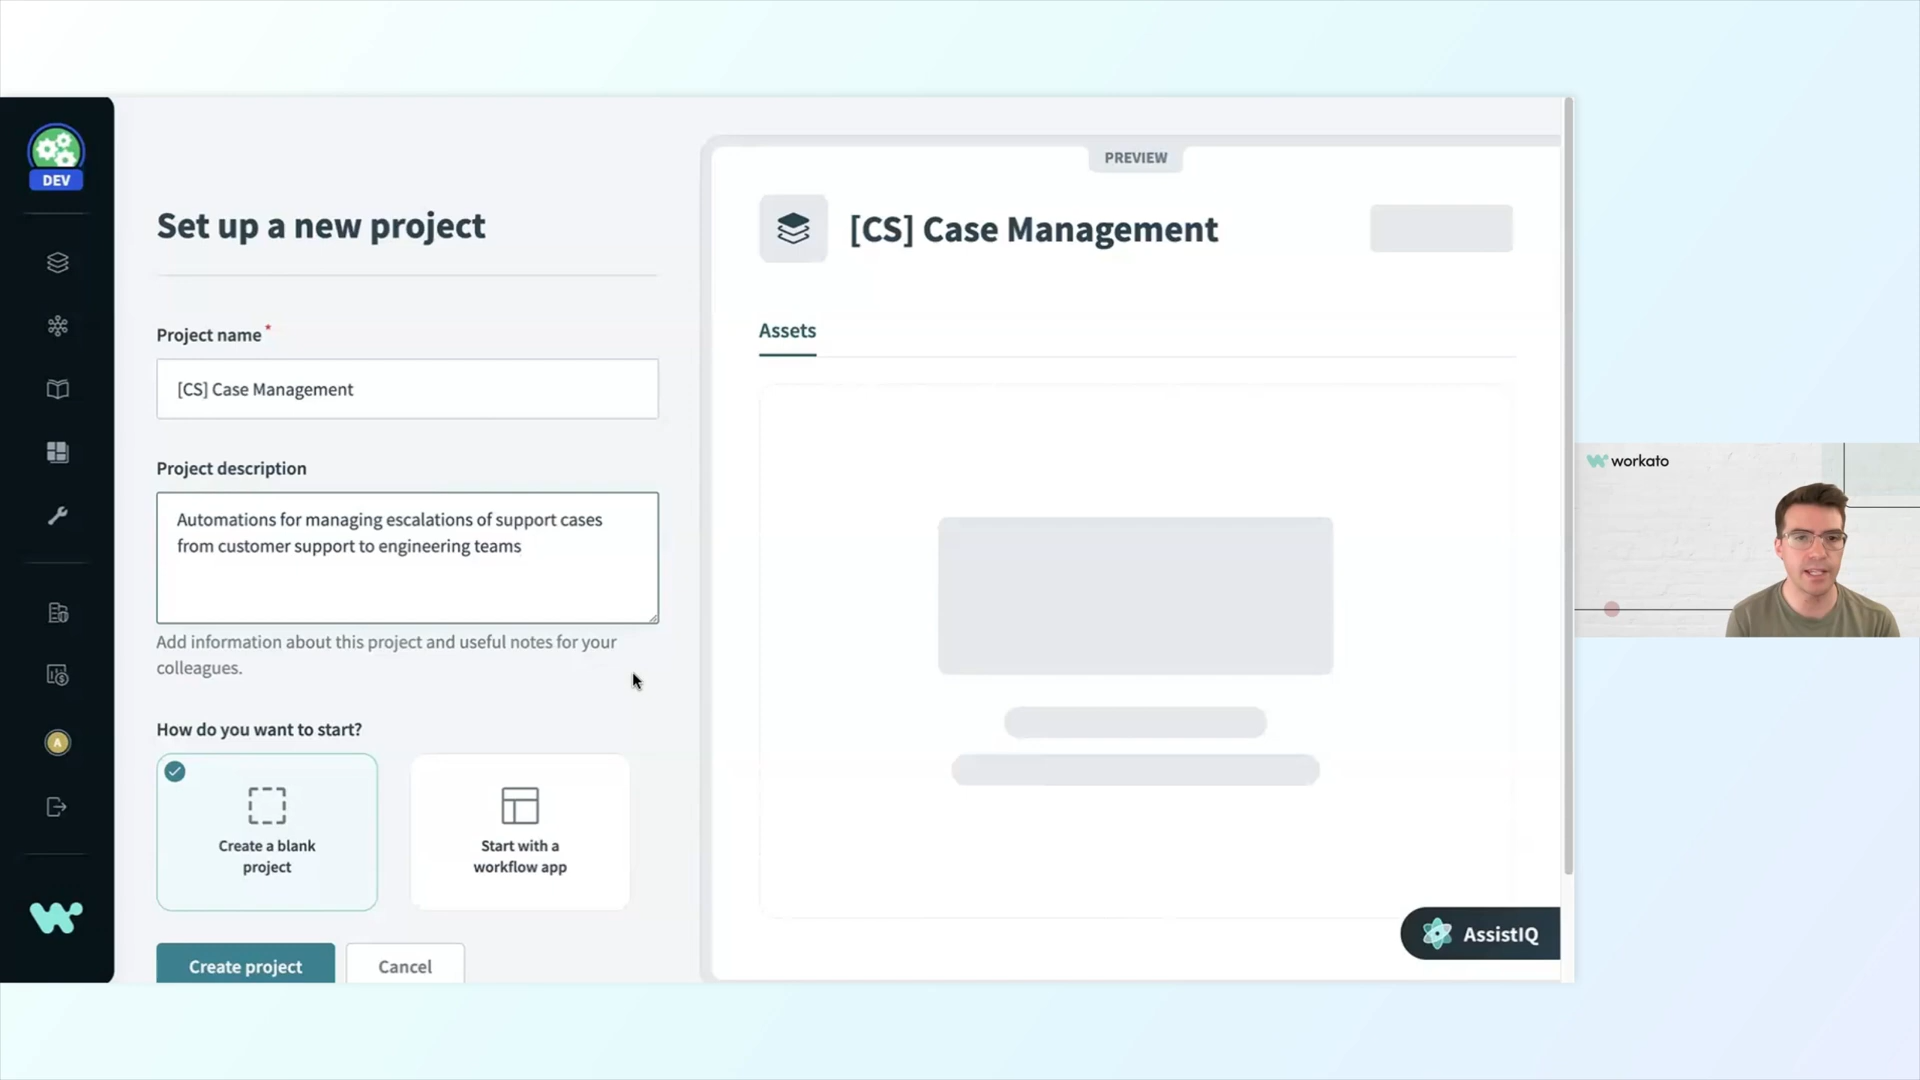 DEV
Set up a new project
Project name *
[CS] Case Management
Project description
Automations for managing escalations of support cases
from customer support to engineering teams
Add information about this project and useful notes for your
colleagues.
How do you want to start?
Create a blank
project
Start with a
workflow app
Create project
Cancel
A
PREVIEW
[CS] Case Management
Assets
AssistIQ
workato